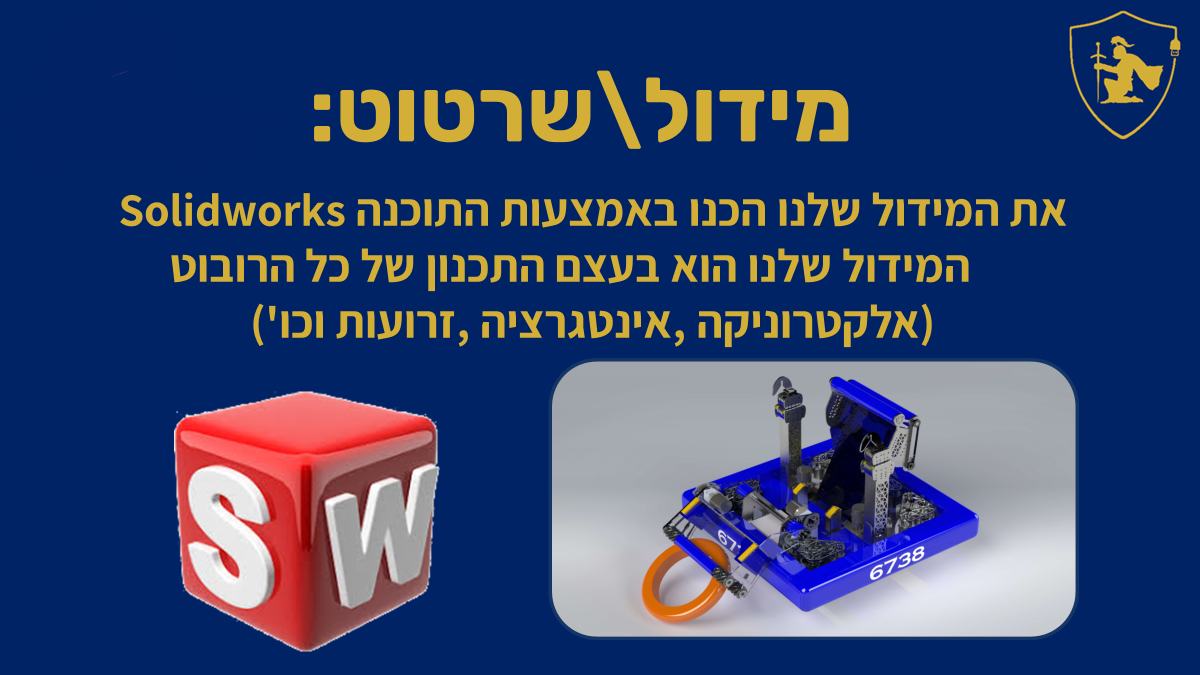 מידול\שרטוט:
את המידול שלנו הכנו באמצעות התוכנה Solidworks
המידול שלנו הוא בעצם התכנון של כל הרובוט
(אלקטרוניקה ,אינטגרציה ,זרועות וכו')
SW
67
6738